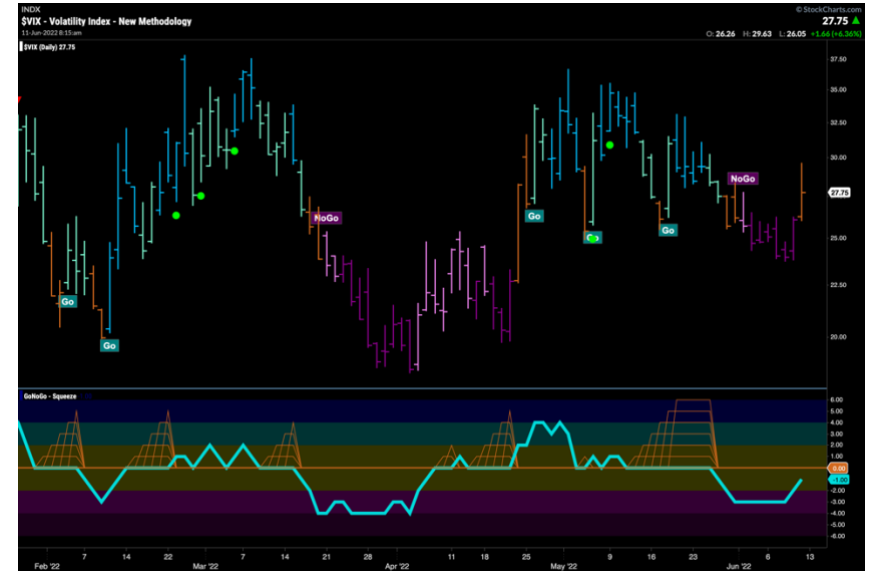 INDX
© StockCharts.com
$VIX - Volatility Index - New Methodology
27.75
11-Jun-2022 8:15am
O: 26.26 H: 29.63 L: 26.05 +1.66 (+6.36%)
$VIX (Daily) 27.75
37.50
35.00
32.50
30.00
NoGo
27.75
NoGo
Go
Go
Go
25.00
22.50
Go
20.00
Go
GoNoGo - Squeeze
6.00
5.00
4.00
3.00
2.00
1.00
0.00
-1.00
-2.00
-3.00
-4.00
-5.00
-6.00
7 14 22 7 14 21 28 11 18 25 9 16 23 6 13
Feb '22 Mar '22 Apr '22 May '22 Jun '22